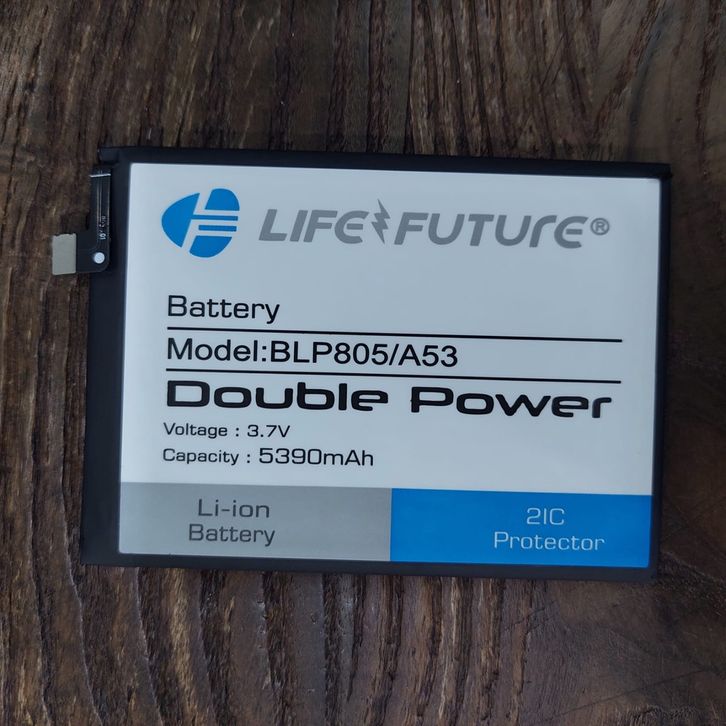 LIFE FUTURE®
Battery
Model:BLP805/A53
Double Power
Voltage : 3.7V
Capacity : 5390mAh
Li-ion
Battery
2IC
Protector